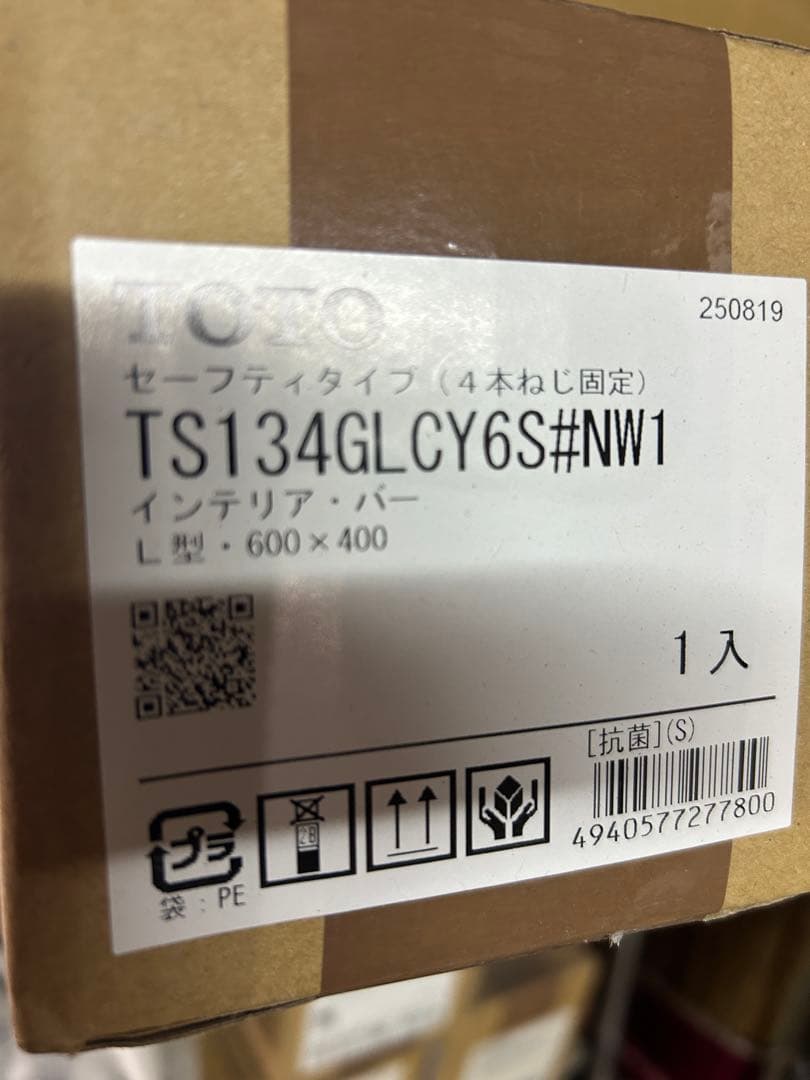 TOTO
250819
セーフティタイプ(4本ねじ固定)
TS134GLCY6S#NW1
インテリア・バー
L型・600×400
1入
[抗菌](S)
4940577277800
プラ
袋:PE